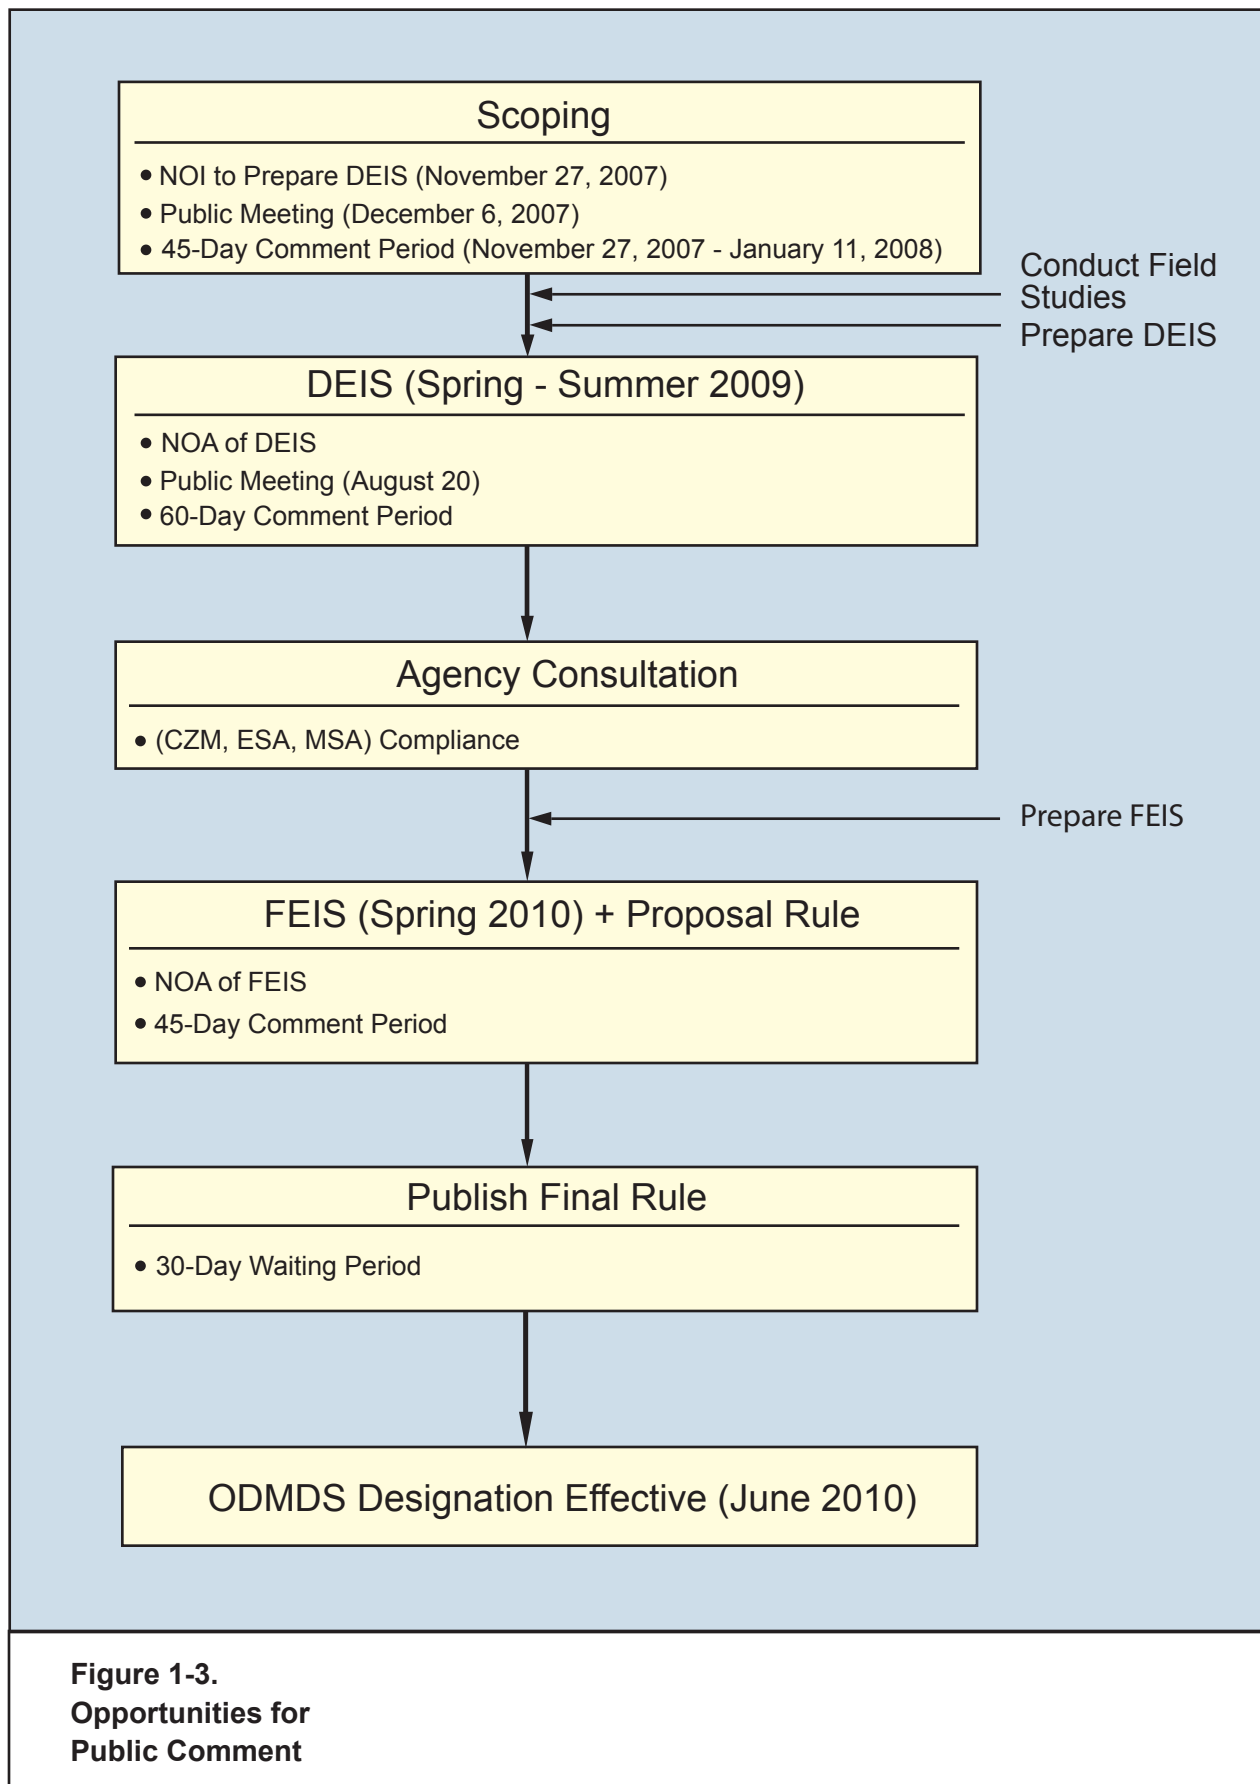 Scoping
• NOI to Prepare DEIS (November 27, 2007)
• Public Meeting (December 6, 2007)
• 45-Day Comment Period (November 27, 2007 - January 11, 2008)
Conduct Field
Studies
Prepare DEIS
DEIS (Spring - Summer 2009)
• NOA of DEIS
• Public Meeting (August 20)
• 60-Day Comment Period
Agency Consultation
• (CZM, ESA, MSA) Compliance
Prepare FEIS
FEIS (Spring 2010) + Proposal Rule
• NOA of FEIS
• 45-Day Comment Period
Publish Final Rule
• 30-Day Waiting Period
ODMDS Designation Effective (June 2010)
Figure 1-3.
Opportunities for
Public Comment